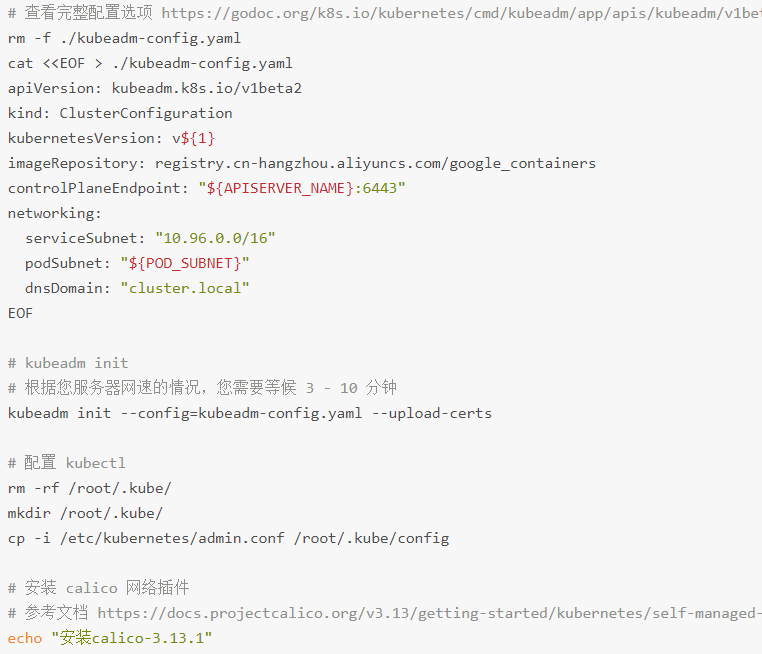 # 查看完整配置选项 https://godoc.org/k8s.io/kubernetes/cmd/kubeadm/app/apis/kubeadm/v1bet
rm -f ./kubeadm-config.yaml
cat <<EOF > ./kubeadm-config.yaml
apiVersion: kubeadm.k8s.io/v1beta2
kind: ClusterConfiguration
kubernetesVersion: v${1}
imageRepository: registry.cn-hangzhou.aliyuncs.com/google_containers
controlPlaneEndpoint: "${APISERVER_NAME}:6443"
networking:
  serviceSubnet: "10.96.0.0/16"
  podSubnet: "${POD_SUBNET}"
  dnsDomain: "cluster.local"
EOF

# kubeadm init
# 根据您服务器网速的情况，您需要等候 3 - 10 分钟
kubeadm init --config=kubeadm-config.yaml --upload-certs

# 配置 kubectl
rm -rf /root/.kube/
mkdir /root/.kube/
cp -i /etc/kubernetes/admin.conf /root/.kube/config

# 安装 calico 网络插件
# 参考文档 https://docs.projectcalico.org/v3.13/getting-started/kubernetes/self-managed-
echo "安装calico-3.13.1"